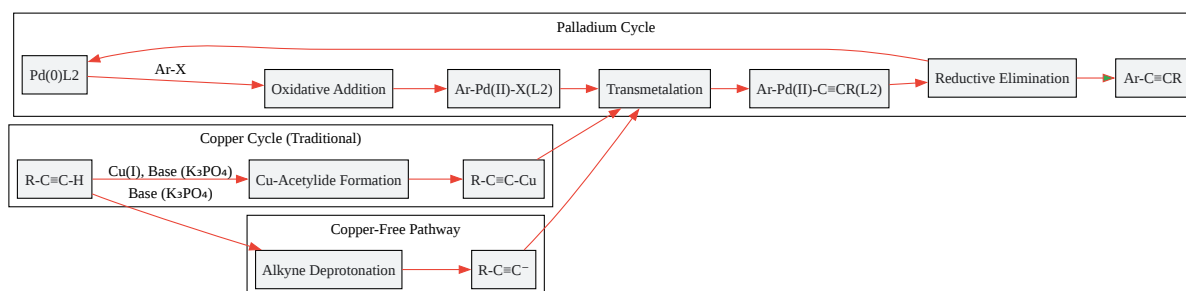 Palladium Cycle
Pd(0)L2
Ar-X
Oxidative Addition
Ar-Pd(II)-X(L2)
Transmetalation
Ar-Pd(II)-C≡CR(L2)
Reductive Elimination
Ar-C≡CR
Copper Cycle (Traditional)
R-C≡C-H
Cu(I), Base (K₃PO₄)
Base (K₃PO₄)
Cu-Acetylide Formation
R-C≡C-Cu
Copper-Free Pathway
Alkyne Deprotonation
R-C≡C⁻